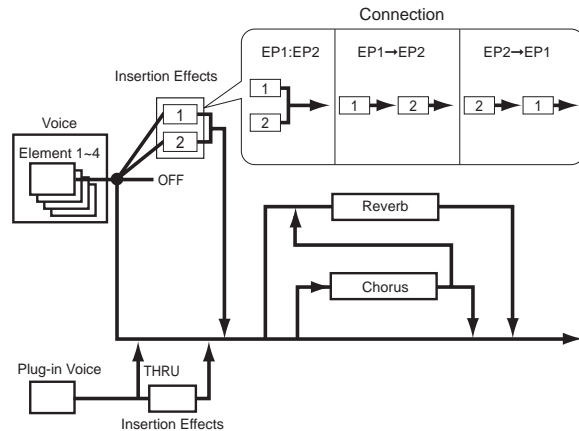 Connection
EP1:EP2
EP1→EP2
EP2→EP1
1
2
1
2
2
1
Insertion Effects
1
2
Voice
Element 1~4
OFF
Reverb
Chorus
Plug-in Voice
THRU
Insertion Effects